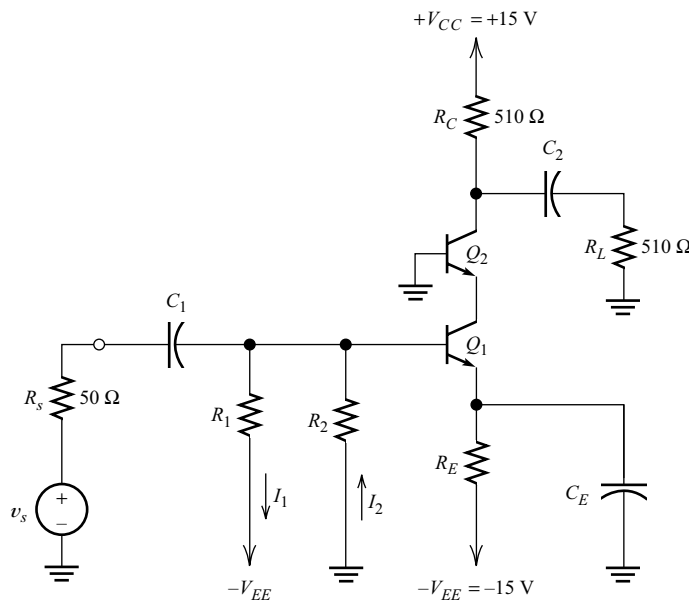 +V_CC = +15 V
R_C 510 Ω
C_2
Q_2
R_L 510 Ω
C_1
Q_1
R_s 50 Ω
R_1
R_2
R_E
C_E
I_1
I_2
v_s
+
−
−V_EE
−V_EE = −15 V